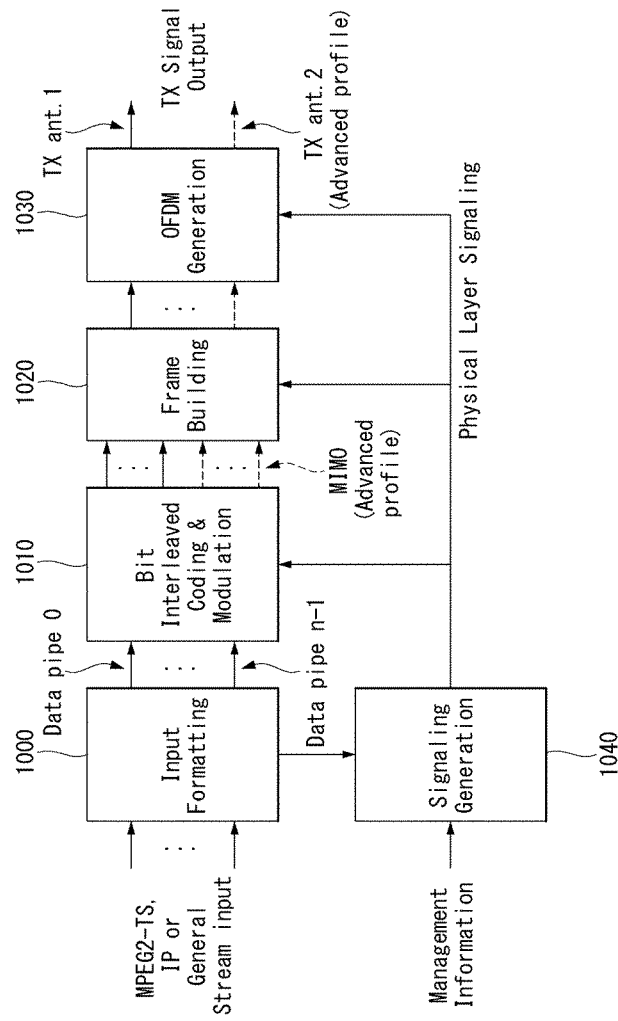 MPEG2-TS,
IP or
General
Stream input
1000
Input
Formatting
Data pipe 0
Data pipe n-1
1010
Bit
Interleaved
Coding &
Modulation
MIMO
(Advanced
profile)
1020
Frame
Building
1030
OFDM
Generation
TX ant.1
TX Signal
Output
TX ant.2
(Advanced profile)
Management
Information
Signaling
Generation
1040
Physical Layer Signaling